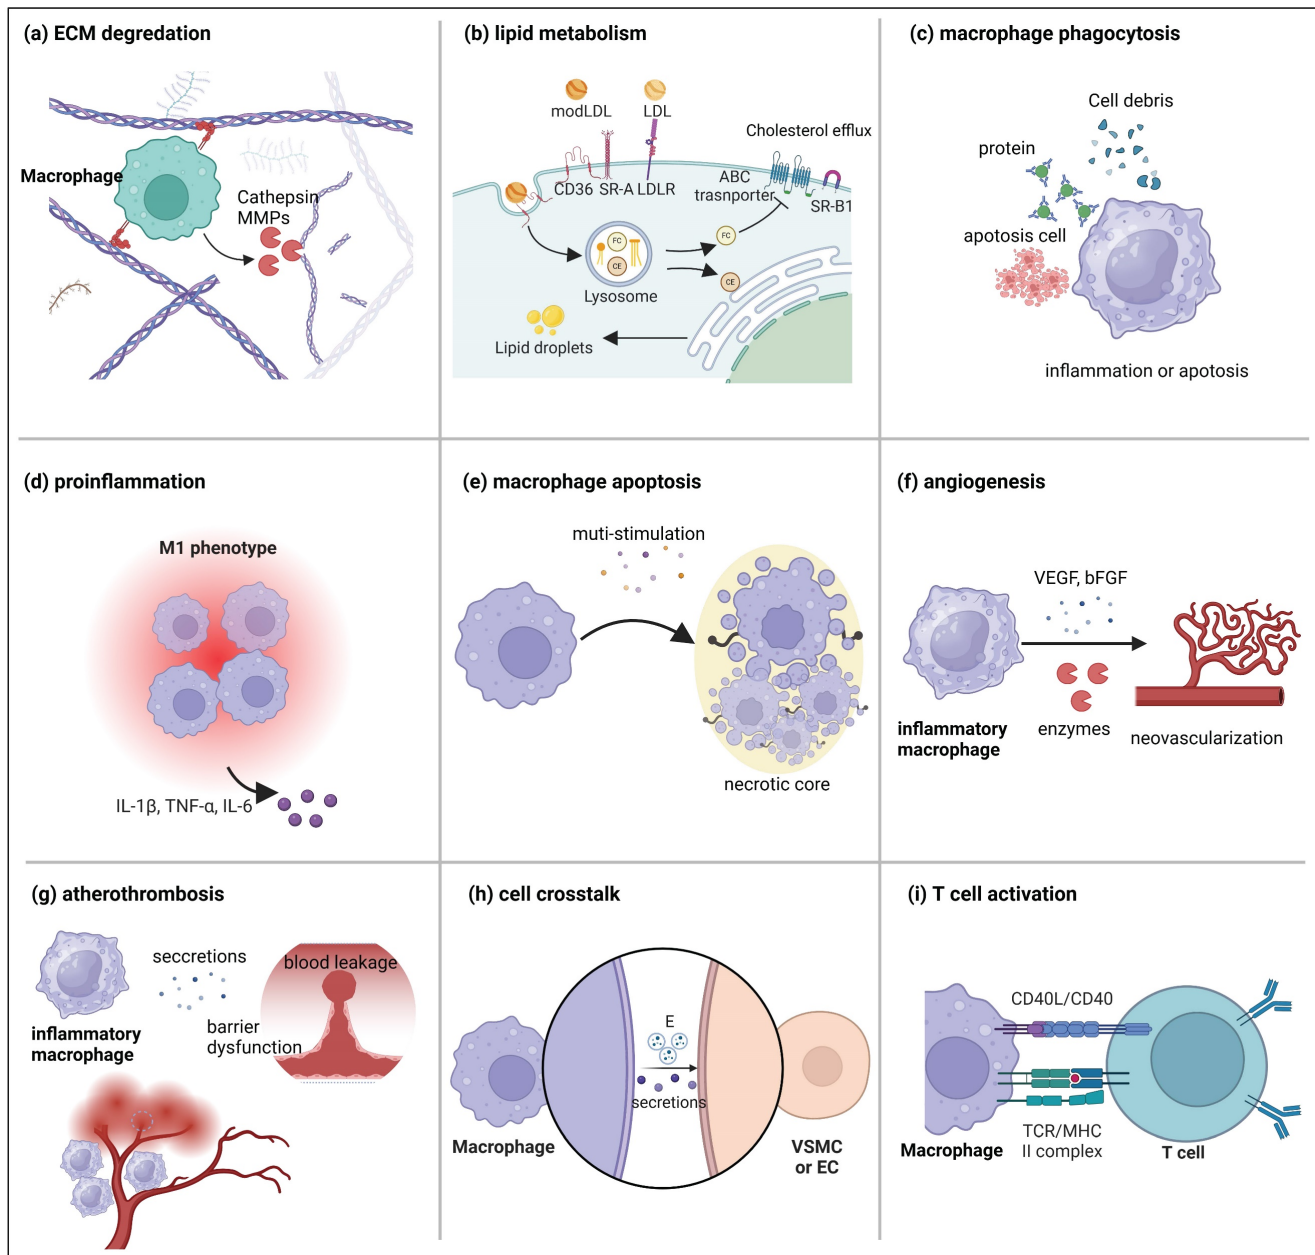 (a) ECM degredation
Macrophage
Cathepsin
MMPs
(b) lipid metabolism
modLDL
LDL
Cholesterol efflux
CD36
SR-A
LDLR
ABC
trasnporter
SR-B1
FC
CE
FC
CE
Lysosome
Lipid droplets
(c) macrophage phagocytosis
Cell debris
protein
apotosis cell
inflammation or apotosis
(d) proinflammation
M1 phenotype
IL-1β, TNF-α, IL-6
(e) macrophage apoptosis
muti-stimulation
necrotic core
(f) angiogenesis
VEGF, bFGF
inflammatory
macrophage
enzymes
neovascularization
(g) atherothrombosis
seccretions
blood leakage
inflammatory
macrophage
barrier
dysfunction
(h) cell crosstalk
E
secretions
Macrophage
VSMC
or EC
(i) T cell activation
CD40L/CD40
TCR/MHC
II complex
Macrophage
T cell